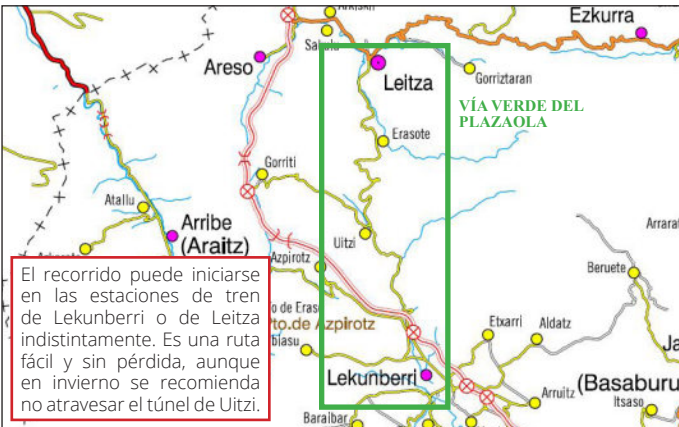 Ezkurra
Areso
Leitza
Gorriztaran
VÍA VERDE DEL
PLAZAOLA
Erasote
Gorriti
Atallu
Arribe
(Araitz)
Uitzi
Azpirotz
Beruete
El recorrido puede iniciarse
en las estaciones de tren
de Lekunberri o de Leitza
indistintamente. Es una ruta
fácil y sin pérdida, aunque
en invierno se recomienda
no atravesar el túnel de Uitzi.
o de Eraso
Pto. de Azpirotz
Etxarri
Aldatz
Lekunberri
Arruitz
(Basaburu
Itsaso
Baraibar